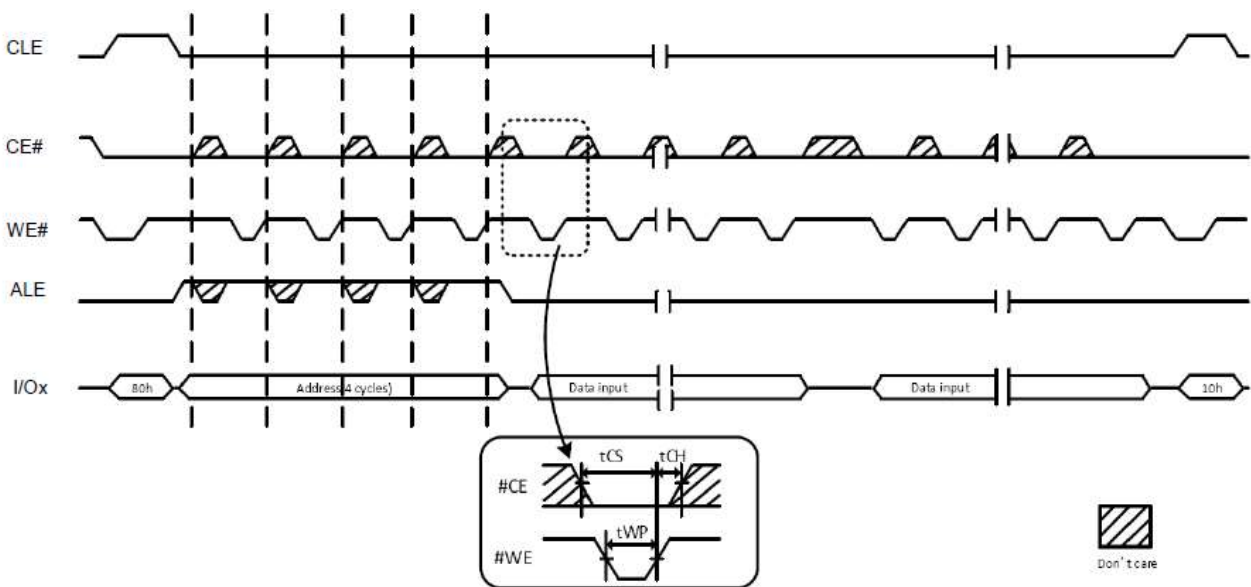 CLE
CE#
WE#
ALE
I/Ox
80h
Address(4 cycles)
Data input
Data input
10h
tCS
tCH
#CE
tWP
#WE
Don't care